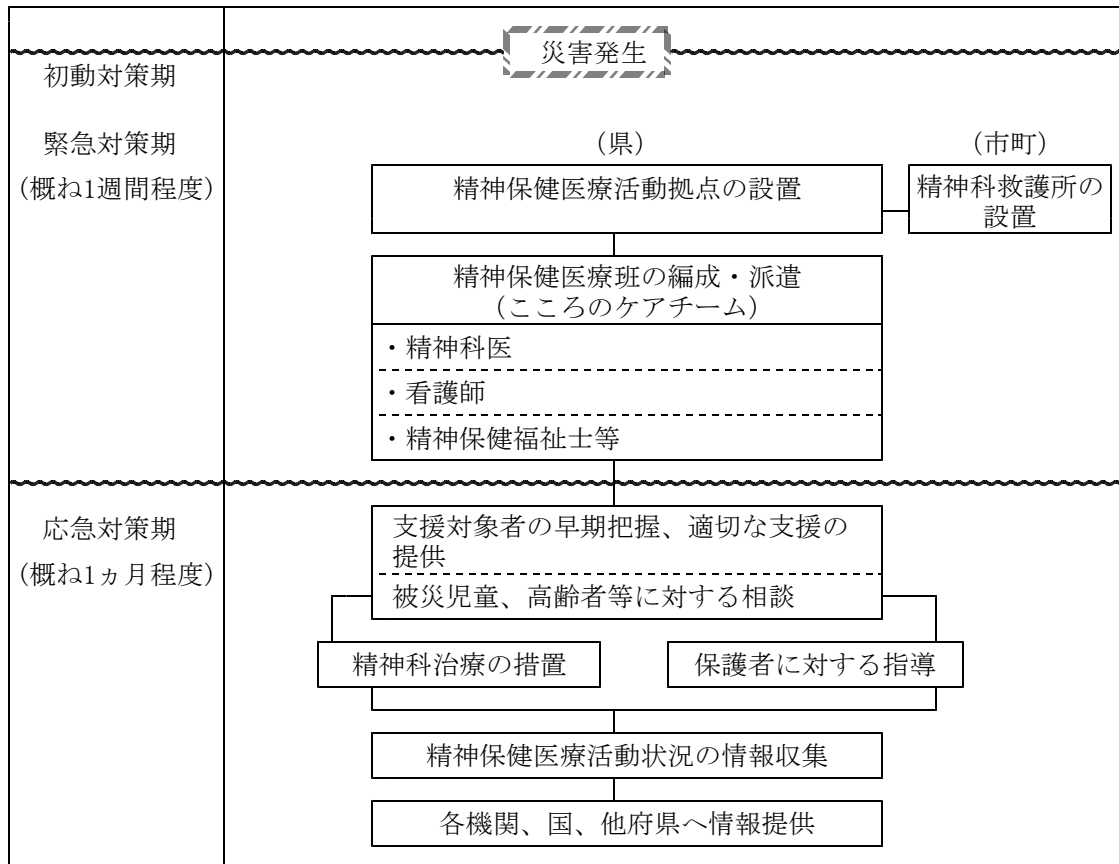 災害発生
初動対策期
緊急対策期
(概ね1週間程度)
(県)
(市町)
精神保健医療活動拠点の設置
精神科救護所の
設置
精神保健医療班の編成・派遣
(こころのケアチーム)
・精神科医
・看護師
・精神保健福祉士等
応急対策期
(概ね1ヵ月程度)
支援対象者の早期把握、適切な支援の
提供
被災児童、高齢者等に対する相談
精神科治療の措置
保護者に対する指導
精神保健医療活動状況の情報収集
各機関、国、他府県へ情報提供